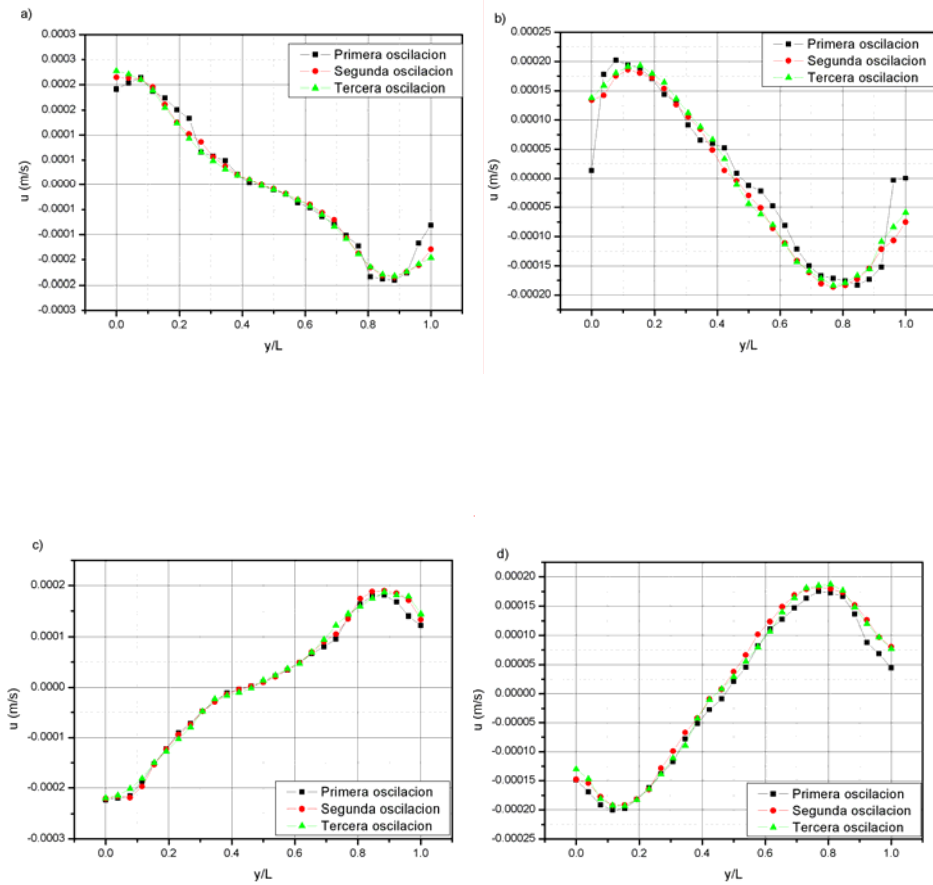 a)
0.0003
0.0003
0.0002
0.0002
0.0001
0.0001
0.0000
-0.0001
-0.0001
-0.0002
-0.0002
-0.0003
u (m/s)
Primera oscilacion
Segunda oscilacion
Tercera oscilacion
0.0 0.2 0.4 0.6 0.8 1.0
y/L
b)
0.00025
0.00020
0.00015
0.00010
0.00005
0.00000
-0.00005
-0.00010
-0.00015
-0.00020
u (m/s)
Primera oscilacion
Segunda oscilacion
Tercera oscilacion
0.0 0.2 0.4 0.6 0.8 1.0
y/L
c)
0.0002
0.0001
0.0000
-0.0001
-0.0002
-0.0003
u (m/s)
Primera oscilacion
Segunda oscilacion
Tercera oscilacion
0.0 0.2 0.4 0.6 0.8 1.0
y/L
d)
0.00020
0.00015
0.00010
0.00005
0.00000
-0.00005
-0.00010
-0.00015
-0.00020
-0.00025
u (m/s)
Primera oscilacion
Segunda oscilacion
Tercera oscilacion
0.0 0.2 0.4 0.6 0.8 1.0
y/L